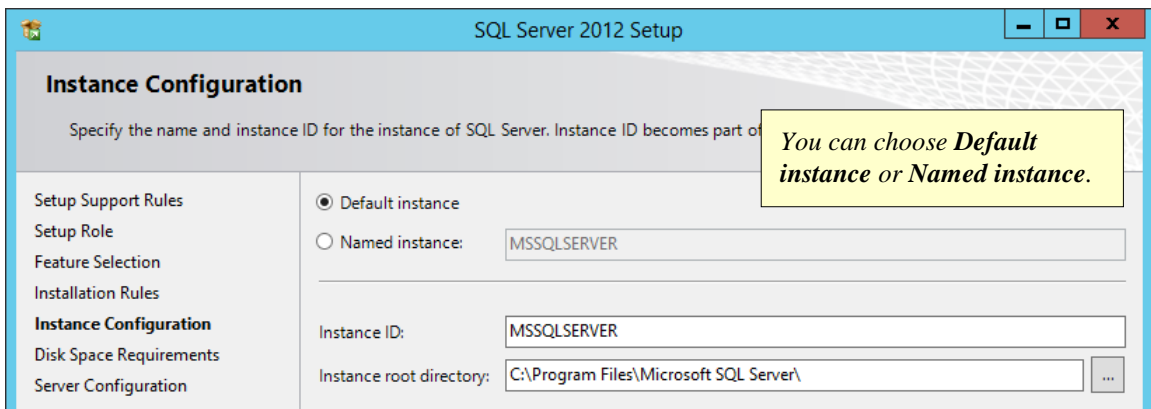 SQL Server 2012 Setup
Instance Configuration
Specify the name and instance ID for the instance of SQL Server. Instance ID becomes part of
You can choose Default
instance or Named instance.
Setup Support Rules
Setup Role
Feature Selection
Installation Rules
Instance Configuration
Disk Space Requirements
Server Configuration
Default instance
Named instance: MSSQLSERVER
Instance ID: MSSQLSERVER
Instance root directory: C:\Program Files\Microsoft SQL Server\ ...